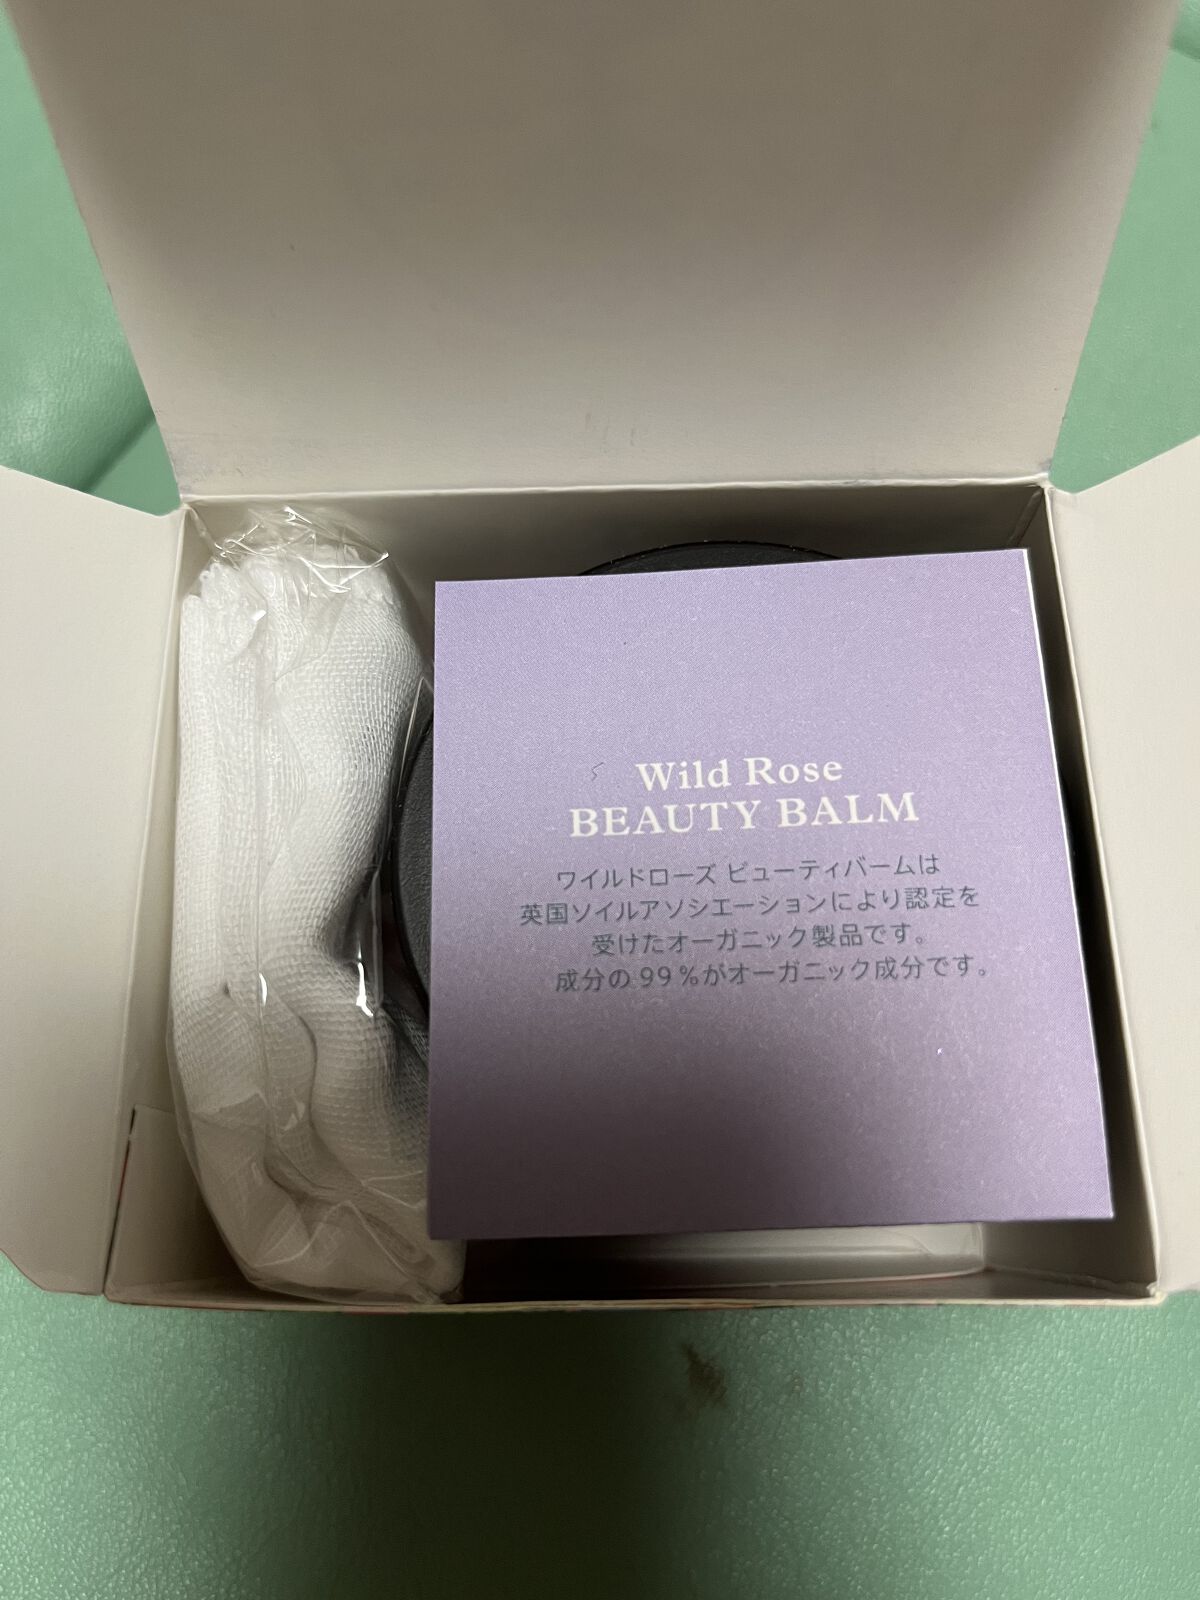 Wild Rose
BEAUTY BALM
ワイルドローズ ビューティバームは
英国ソイルアソシエーションにより認定を
受けたオーガニック製品です。
成分の99%がオーガニック成分です。